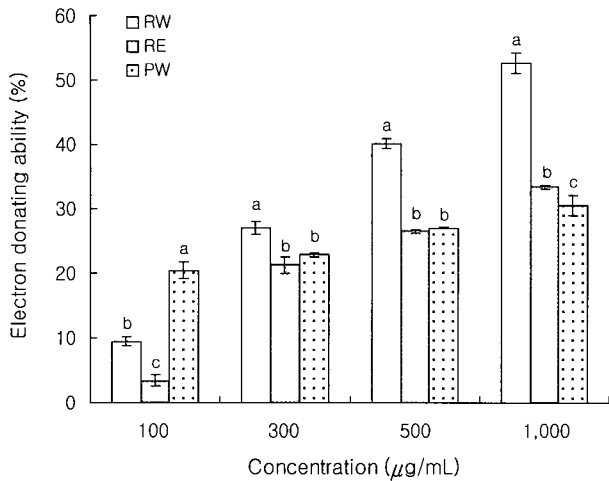 RW
RE
PW
Electron donating ability (%)
60
50
40
30
20
10
0
b
c
a
a
b
b
a
b
b
a
b
c
100
300
500
1,000
Concentration (μg/mL)